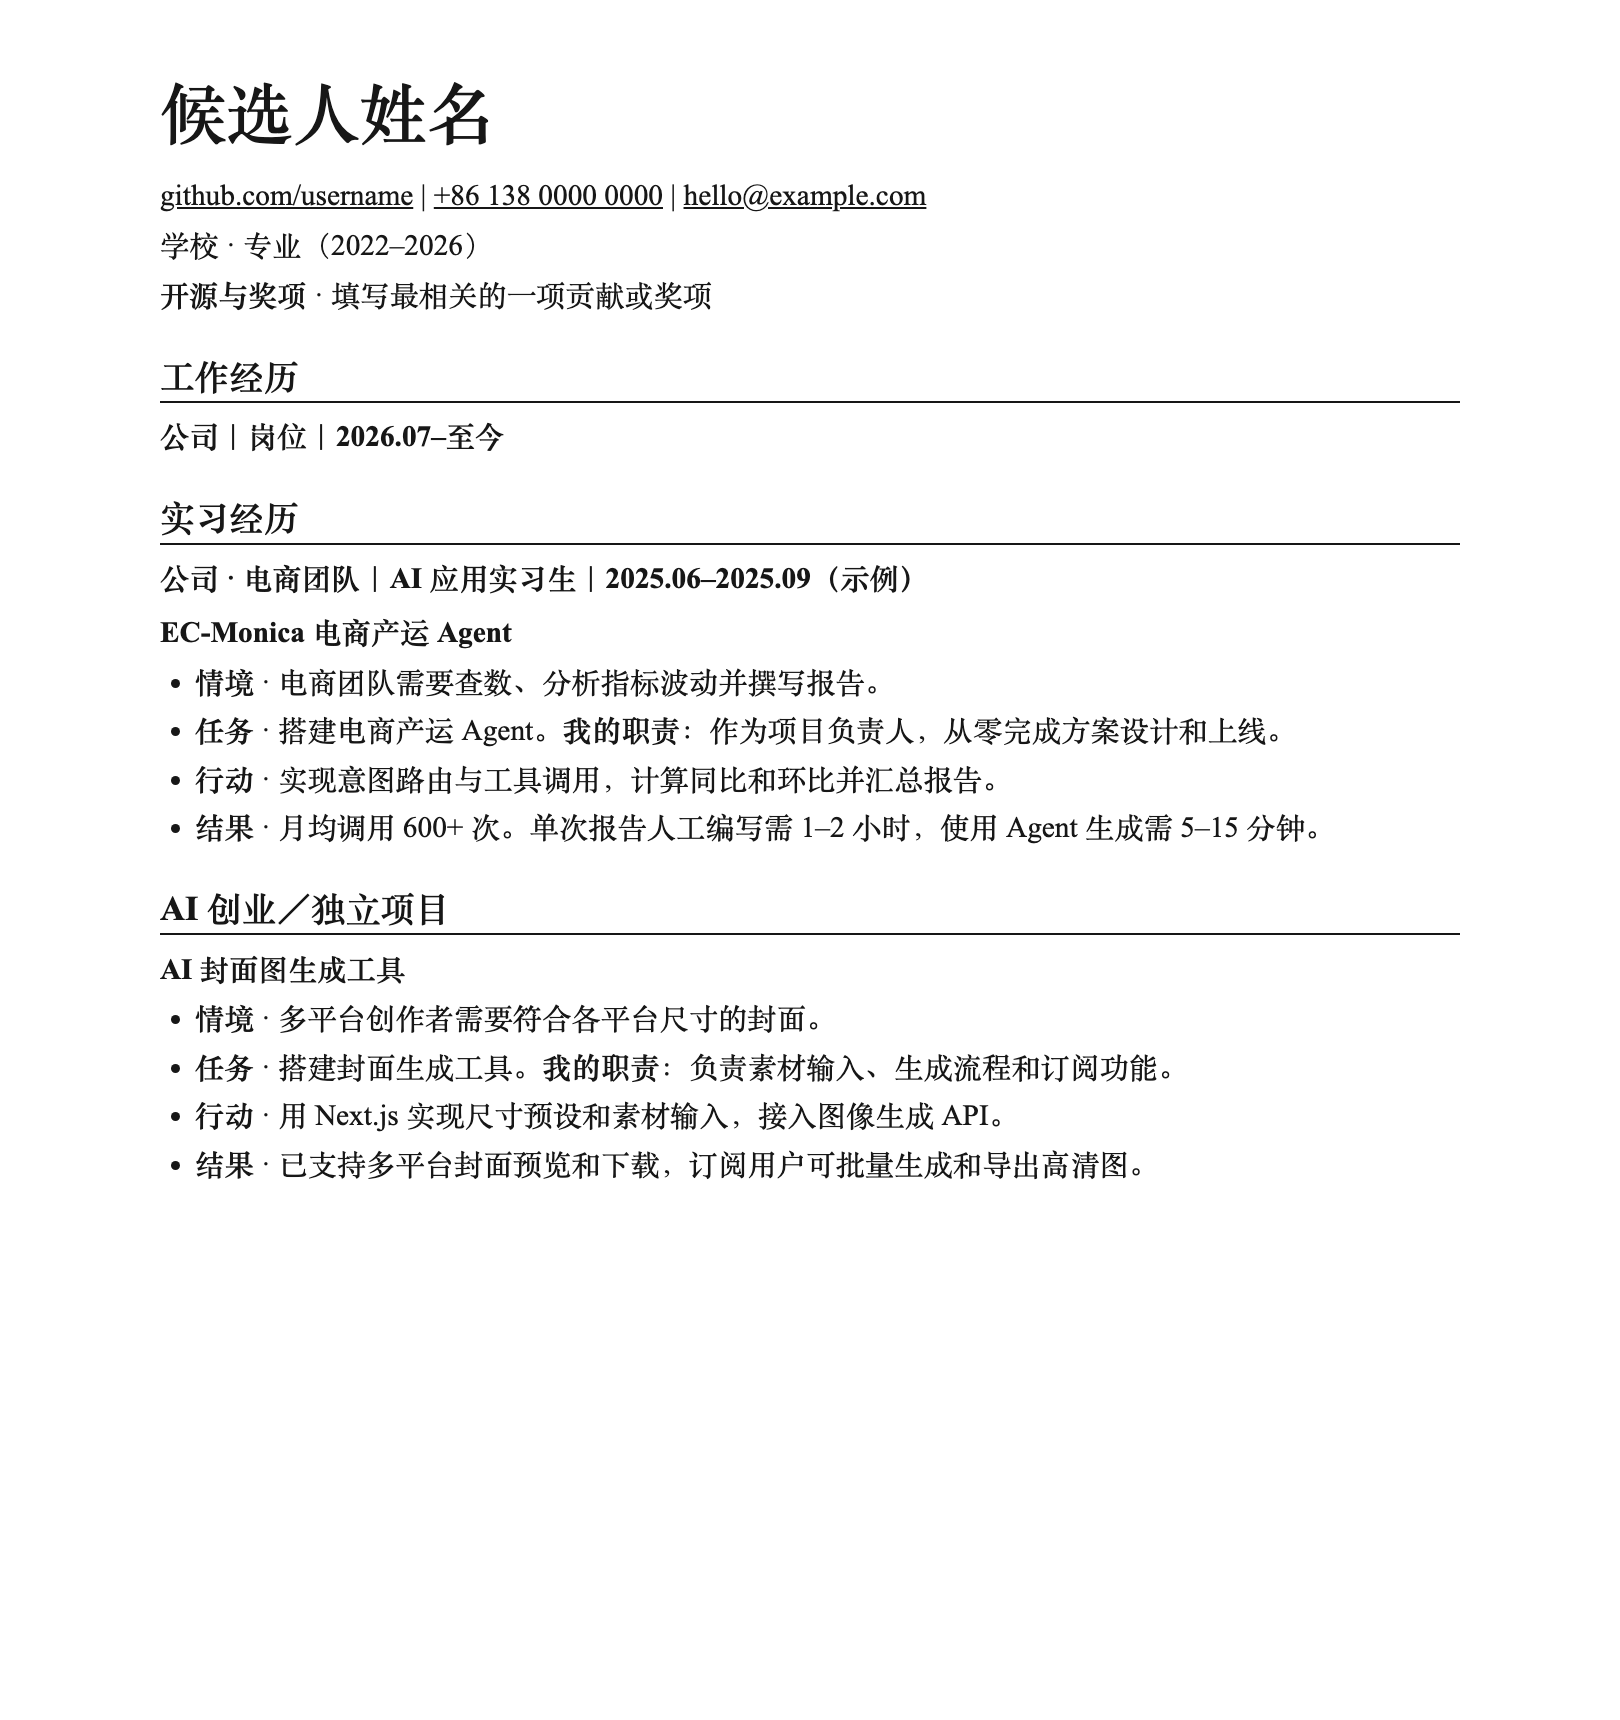 候选人姓名
github.com/username | +86 138 0000 0000 | hello@example.com
学校 · 专业（2022–2026）
开源与奖项 · 填写最相关的一项贡献或奖项
工作经历
公司｜岗位｜2026.07–至今
实习经历
公司 · 电商团队｜AI 应用实习生｜2025.06–2025.09（示例）
EC-Monica 电商产运 Agent
• 情境 · 电商团队需要查数、分析指标波动并撰写报告。
• 任务 · 搭建电商产运 Agent。我的职责：作为项目负责人，从零完成方案设计和上线。
• 行动 · 实现意图路由与工具调用，计算同比和环比并汇总报告。
• 结果 · 月均调用 600+ 次。单次报告人工编写需 1–2 小时，使用 Agent 生成需 5–15 分钟。
AI 创业／独立项目
AI 封面图生成工具
• 情境 · 多平台创作者需要符合各平台尺寸的封面。
• 任务 · 搭建封面生成工具。我的职责：负责素材输入、生成流程和订阅功能。
• 行动 · 用 Next.js 实现尺寸预设和素材输入，接入图像生成 API。
• 结果 · 已支持多平台封面预览和下载，订阅用户可批量生成和导出高清图。